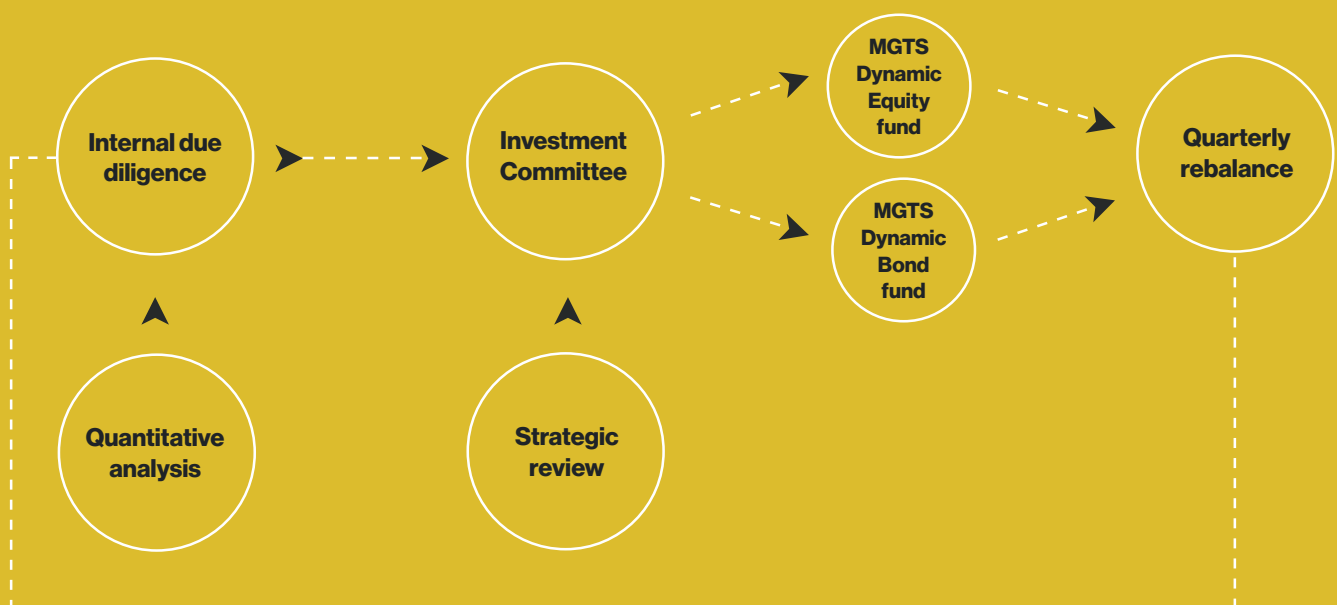 Internal due
diligence
Investment
Committee
MGTS
Dynamic
Equity
fund
MGTS
Dynamic
Bond
fund
Quarterly
rebalance
Quantitative
analysis
Strategic
review